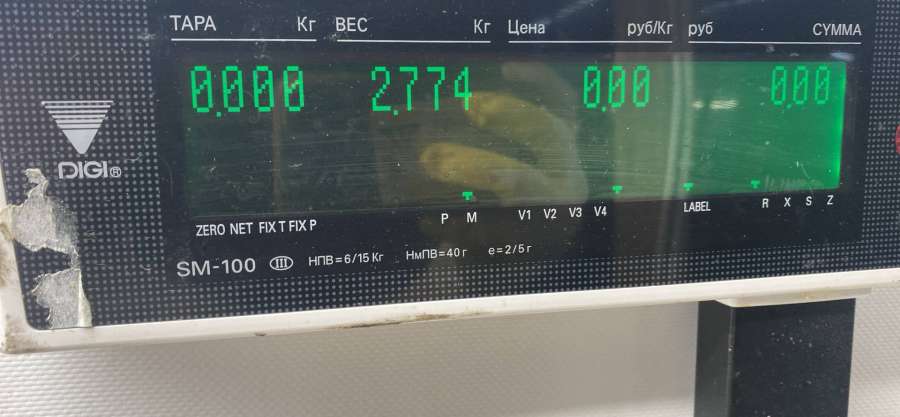 ТАРА Кг ВЕС Кг Цена руб/Кг руб СУММА
0.000 2.774 0.00 0.00
DIGI®
P M V1 V2 V3 V4 LABEL R X S Z
ZERO NET FIX T FIX P
SM-100 III НПВ=6/15 Кг НмПВ=40 г e=2/5 г